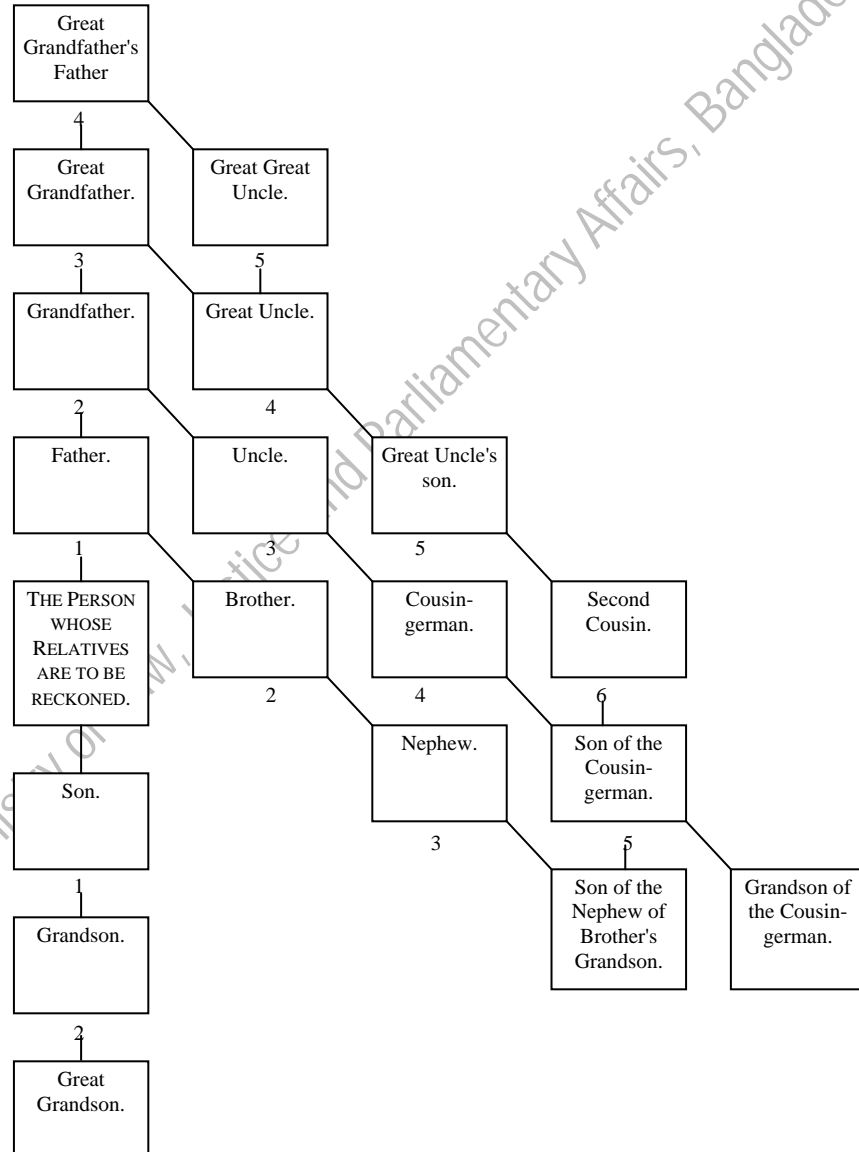 Great
Grandfather's
Father
4
Great
Grandfather.
Great Great
Uncle.
3
5
Grandfather.
Great Uncle.
2
4
Father.
Uncle.
Great Uncle's
son.
1
3
5
THE PERSON
WHOSE
RELATIVES
ARE TO BE
RECKONED.
Brother.
Cousin-
german.
Second
Cousin.
2
4
6
Nephew.
Son of the
Cousin-
german.
Son.
3
5
1
Son of the
Nephew of
Brother's
Grandson.
Grandson of
the Cousin-
german.
Grandson.
2
Great
Grandson.
Parliamentary Affairs,